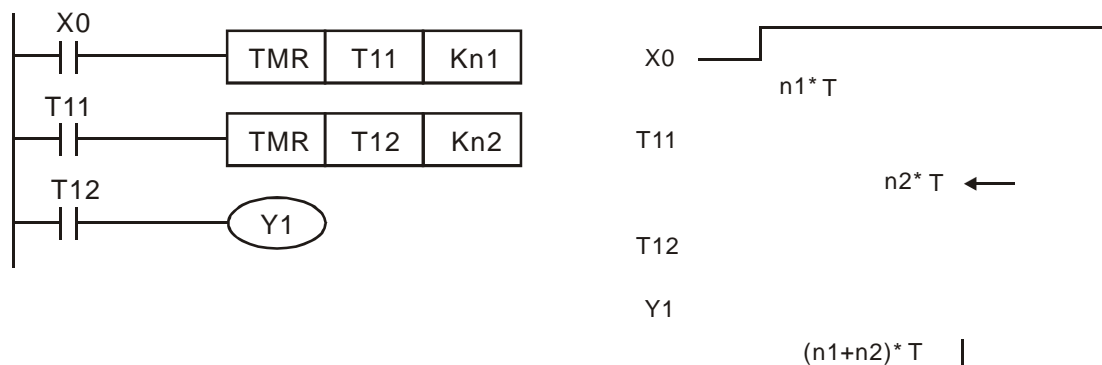 X0
TMR T11 Kn1
T11
TMR T12 Kn2
T12
Y1
X0
n1* T
T11
n2* T
T12
Y1
(n1+n2)* T